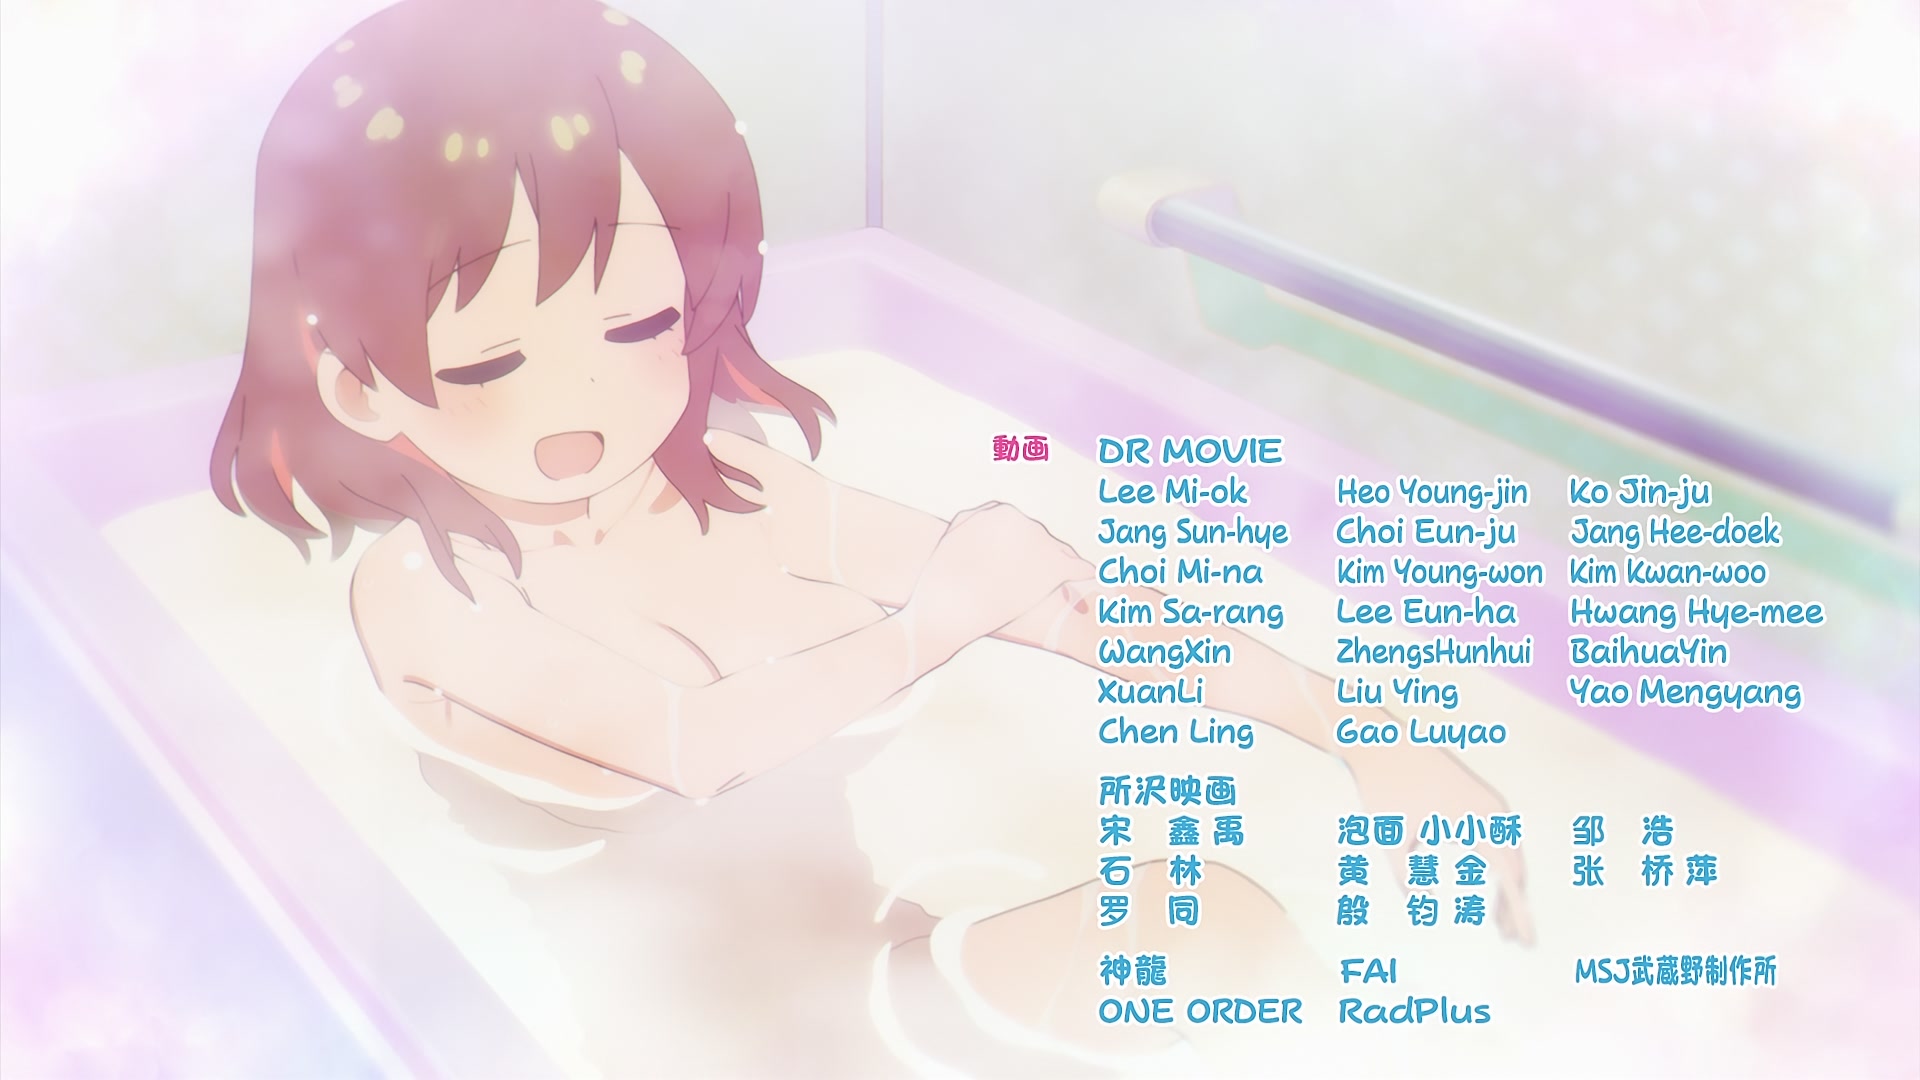 動画 DR MOVIE
Lee Mi-ok Heo Young-jin Ko Jin-ju
Jang Sun-hye Choi Eun-ju Jang Hee-doek
Choi Mi-na Kim Young-won Kim Kwan-woo
Kim Sa-rang Lee Eun-ha Hwang Hye-mee
WangXin ZhengsHunhui BaihuaYin
XuanLi Liu Ying Yao Mengyang
Chen Ling Gao Luyao
所沢映画
宋 鑫禹 泡面 小小酥 邹 浩
石 林 黄 慧金 张 桥萍
罗 同 殷 钧涛
神龍 FAI MSJ武蔵野制作所
ONE ORDER RadPlus